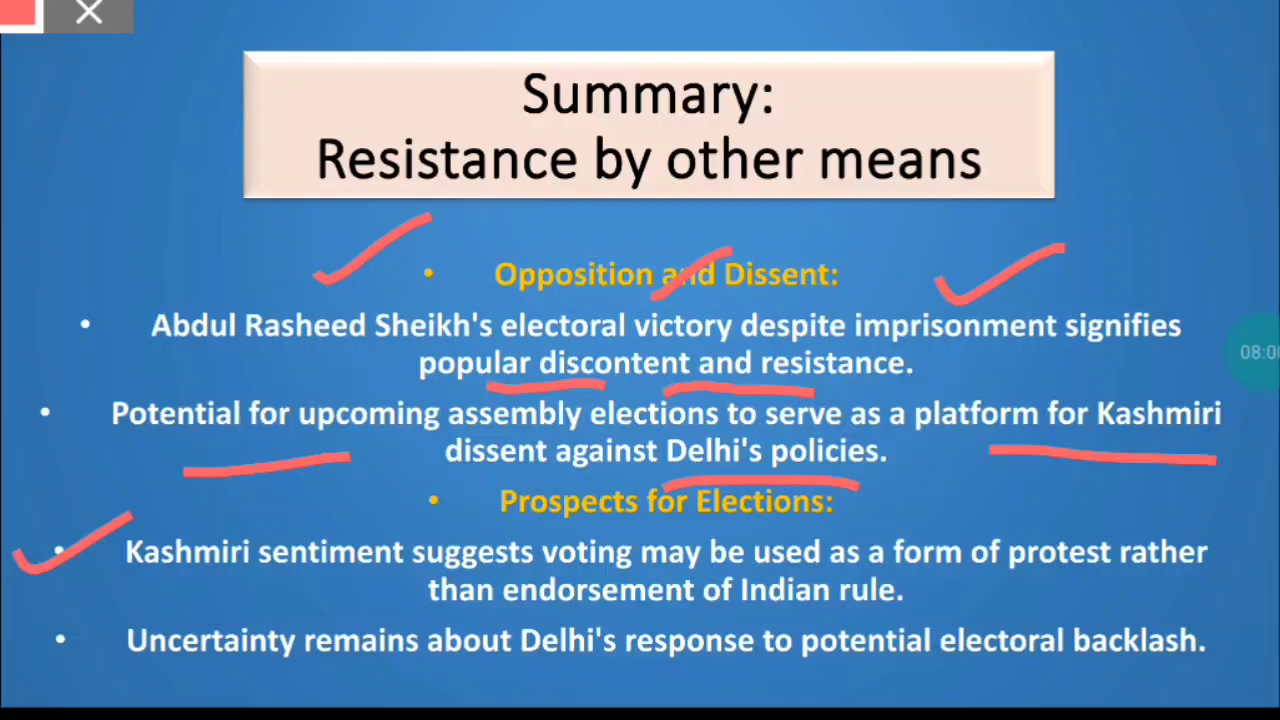 Summary:
Resistance by other means
• Opposition and Dissent:
• Abdul Rasheed Sheikh's electoral victory despite imprisonment signifies
popular discontent and resistance.
• Potential for upcoming assembly elections to serve as a platform for Kashmiri
dissent against Delhi's policies.
• Prospects for Elections:
• Kashmiri sentiment suggests voting may be used as a form of protest rather
than endorsement of Indian rule.
• Uncertainty remains about Delhi's response to potential electoral backlash.